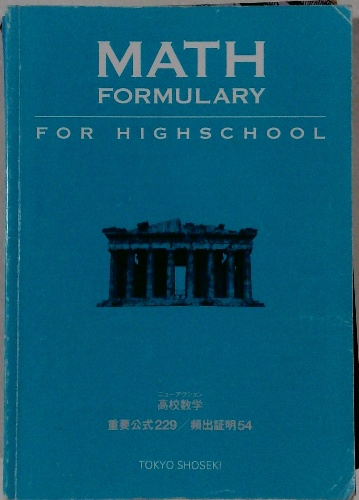 MATH
FORMULARY
FOR HIGHSCHOOL
ニューアクション
高校数学
重要公式229／頻出証明54
TOKYO SHOSEKI